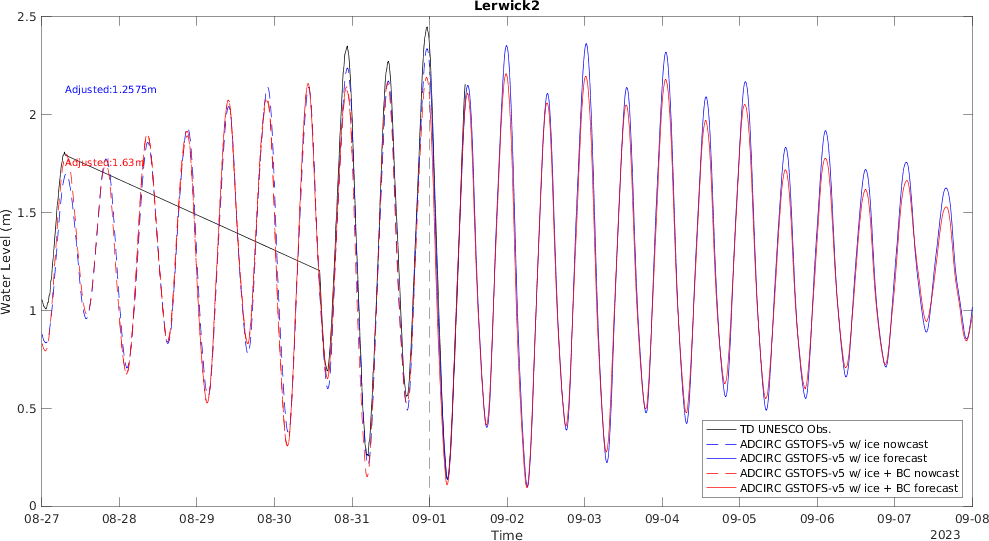 Lerwick2
2.5
2
1.5
1
0.5
0
Water Level (m)
Adjusted:1.2575m
Adjusted:1.63m
TD UNESCO Obs.
ADCIRC GSTOFS-v5 w/ ice nowcast
ADCIRC GSTOFS-v5 w/ ice forecast
ADCIRC GSTOFS-v5 w/ ice + BC nowcast
ADCIRC GSTOFS-v5 w/ ice + BC forecast
08-27 08-28 08-29 08-30 08-31 09-01 09-02 09-03 09-04 09-05 09-06 09-07 09-08
Time
2023